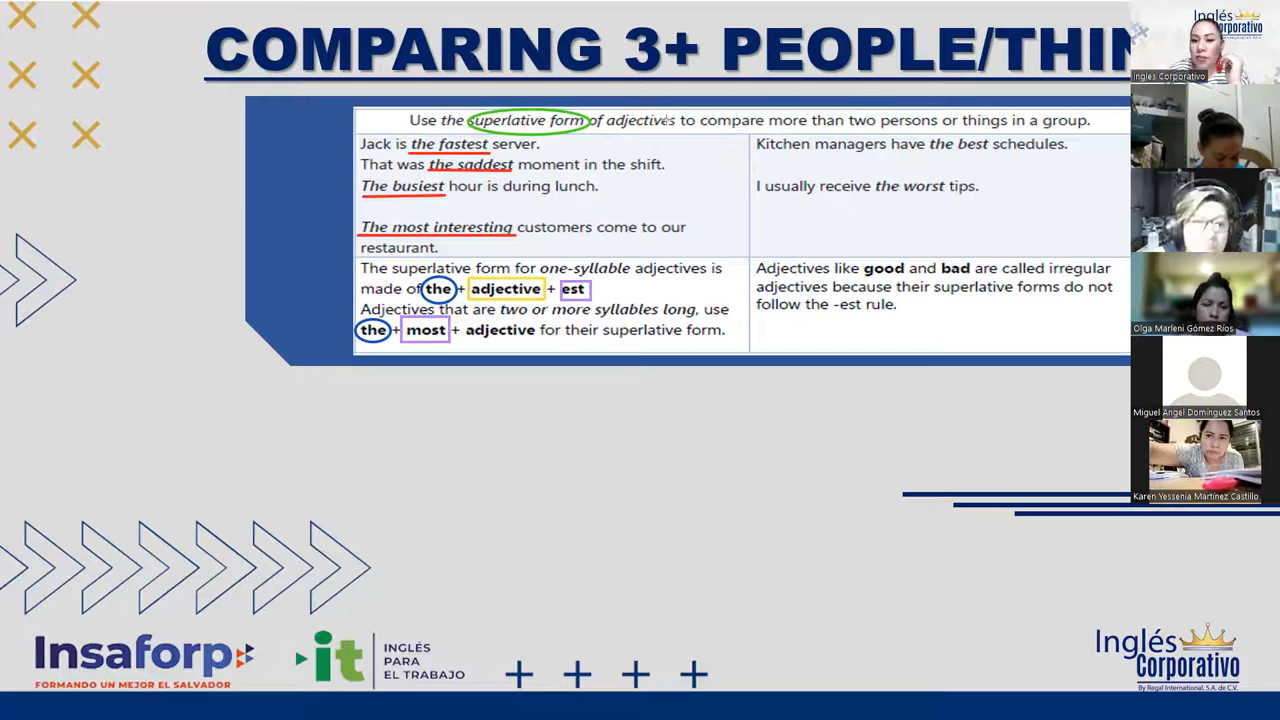 COMPARING 3+ PEOPLE/THIN
Use the superlative form of adjectives to compare more than two persons or things in a group.
Jack is the fastest server.
That was the saddest moment in the shift.
The busiest hour is during lunch.
The most interesting customers come to our
restaurant.
Kitchen managers have the best schedules.
I usually receive the worst tips.
The superlative form for one-syllable adjectives is
made of the + adjective + est
Adjectives that are two or more syllables long, use
the + most + adjective for their superlative form.
Adjectives like good and bad are called irregular
adjectives because their superlative forms do not
follow the -est rule.
Inglés
Corporativo
Ingles Corporativo
Olga Marleni Gómez Ríos
Miguel Angel Domínguez Santos
Karen Yessenia Martínez Castillo
Insaforp
FORMANDO UN MEJOR EL SALVADOR
it
INGLÉS
PARA
EL TRABAJO
Inglés
Corporativo
By Regal International, S.A. de C.V.